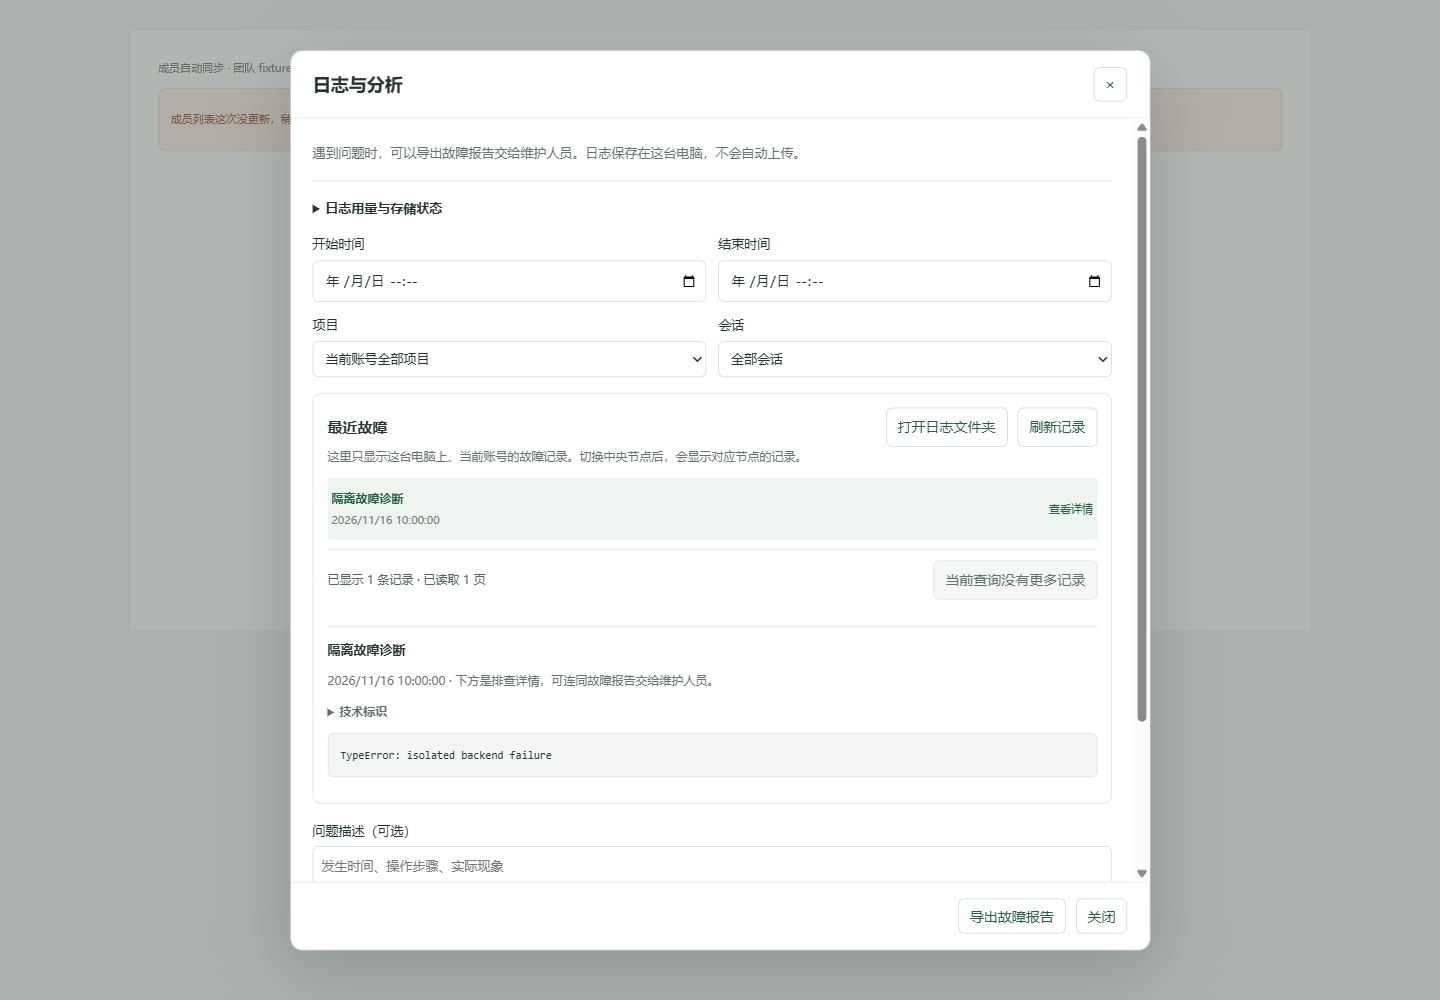 成员自动同步 · 团队 fixture
成员列表这次没更新，稍
日志与分析
×
遇到问题时，可以导出故障报告交给维护人员。日志保存在这台电脑，不会自动上传。
▶ 日志用量与存储状态
开始时间 结束时间
年 /月/日 --:-- 年 /月/日 --:--
项目 会话
当前账号全部项目 全部会话
最近故障 打开日志文件夹 刷新记录
这里只显示这台电脑上、当前账号的故障记录。切换中央节点后，会显示对应节点的记录。
隔离故障诊断
2026/11/16 10:00:00 查看详情
已显示 1 条记录 · 已读取 1 页 当前查询没有更多记录
隔离故障诊断
2026/11/16 10:00:00 · 下方是排查详情，可连同故障报告交给维护人员。
▶ 技术标识
TypeError: isolated backend failure
问题描述（可选）
发生时间、操作步骤、实际现象
导出故障报告 关闭